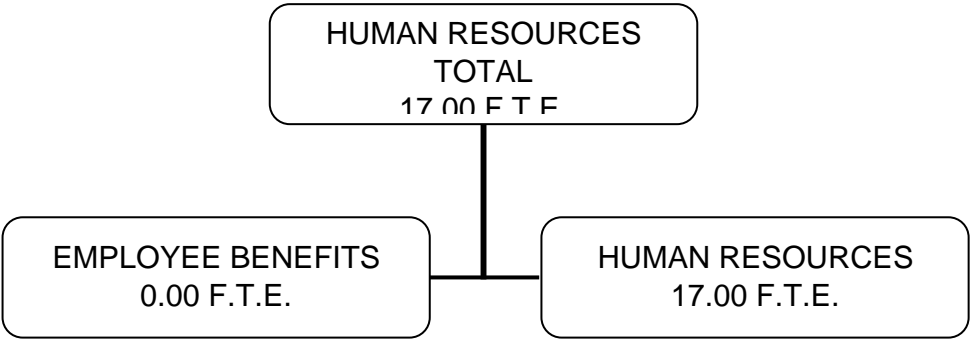 HUMAN RESOURCES
TOTAL
17.00 F.T.E.
EMPLOYEE BENEFITS
0.00 F.T.E.
HUMAN RESOURCES
17.00 F.T.E.